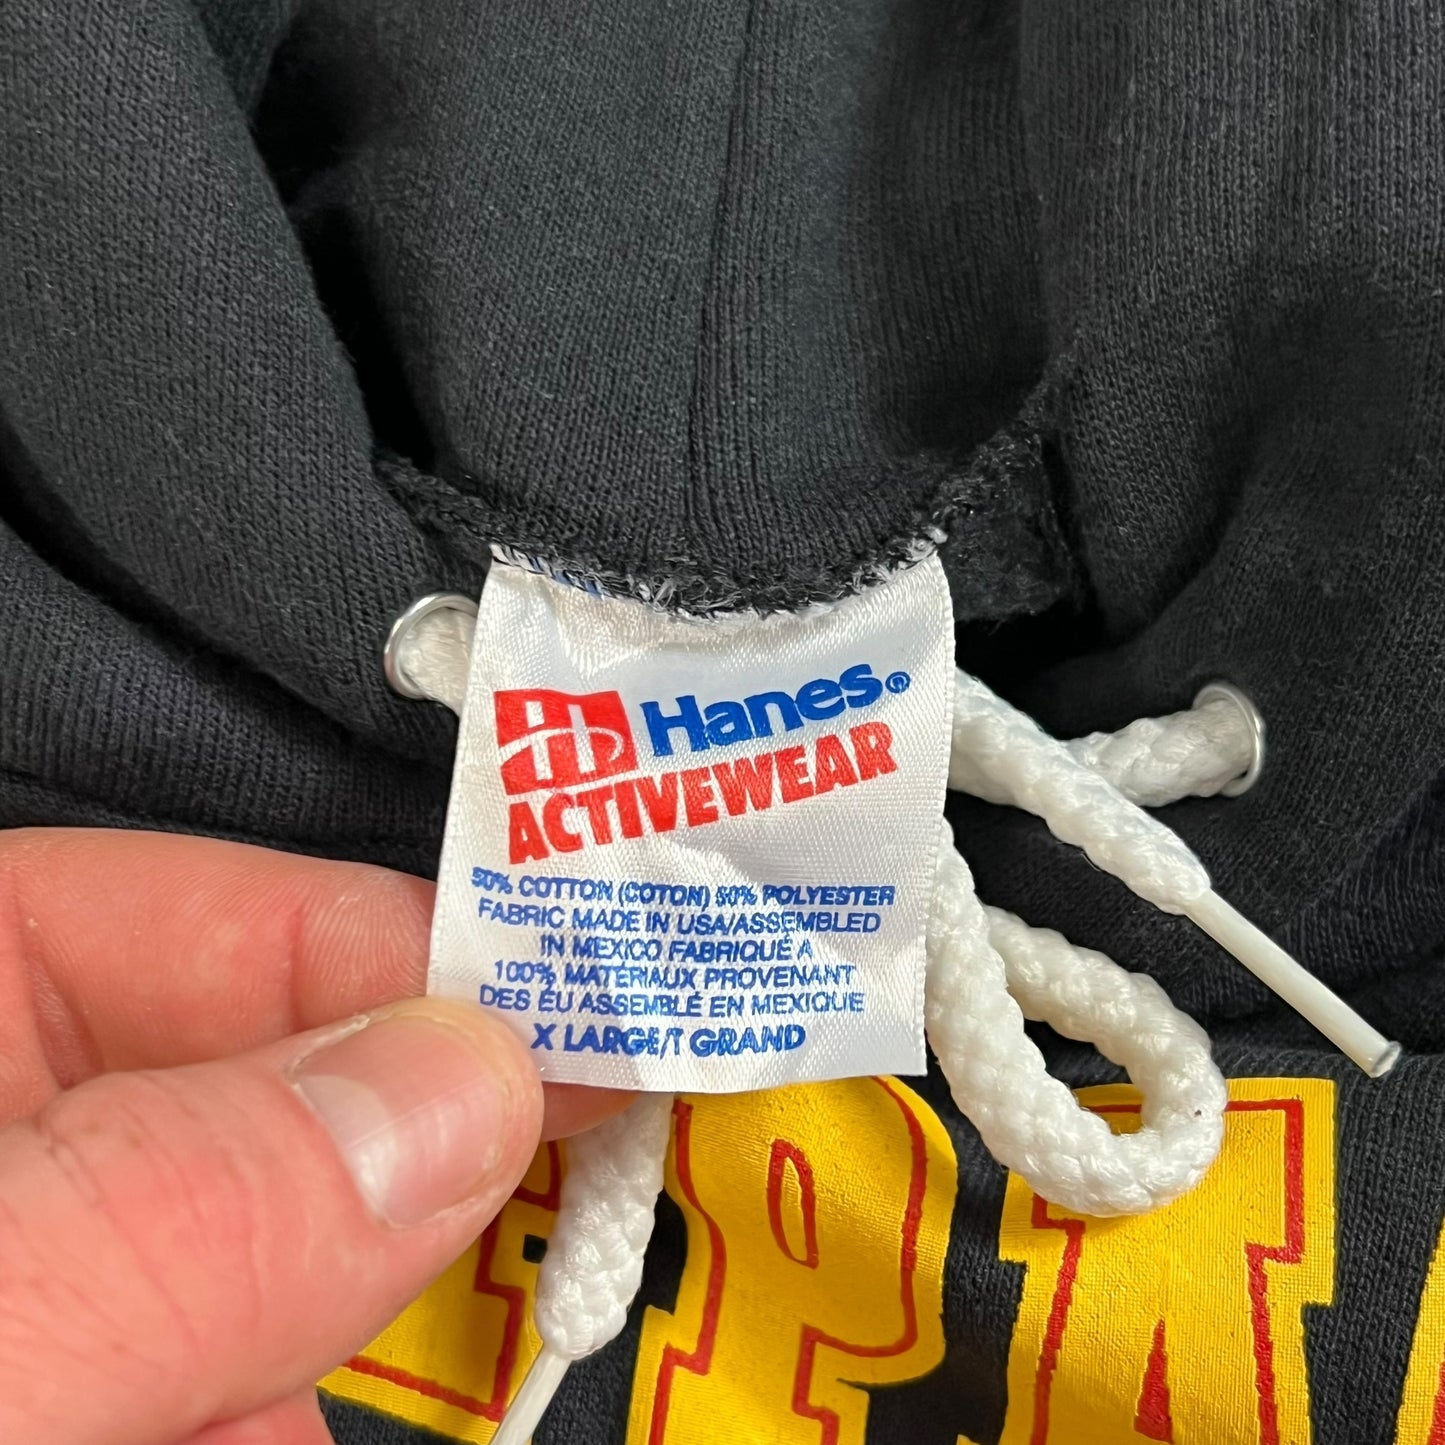 Hanes®
ACTIVEWEAR
50% COTTON (COTON) 50% POLYESTER
FABRIC MADE IN USA/ASSEMBLED
IN MEXICO FABRIQUÉ A
100% MATERIAUX PROVENANT
DES ÉU ASSEMBLÉ EN MEXIQUE
X LARGE/T GRAND